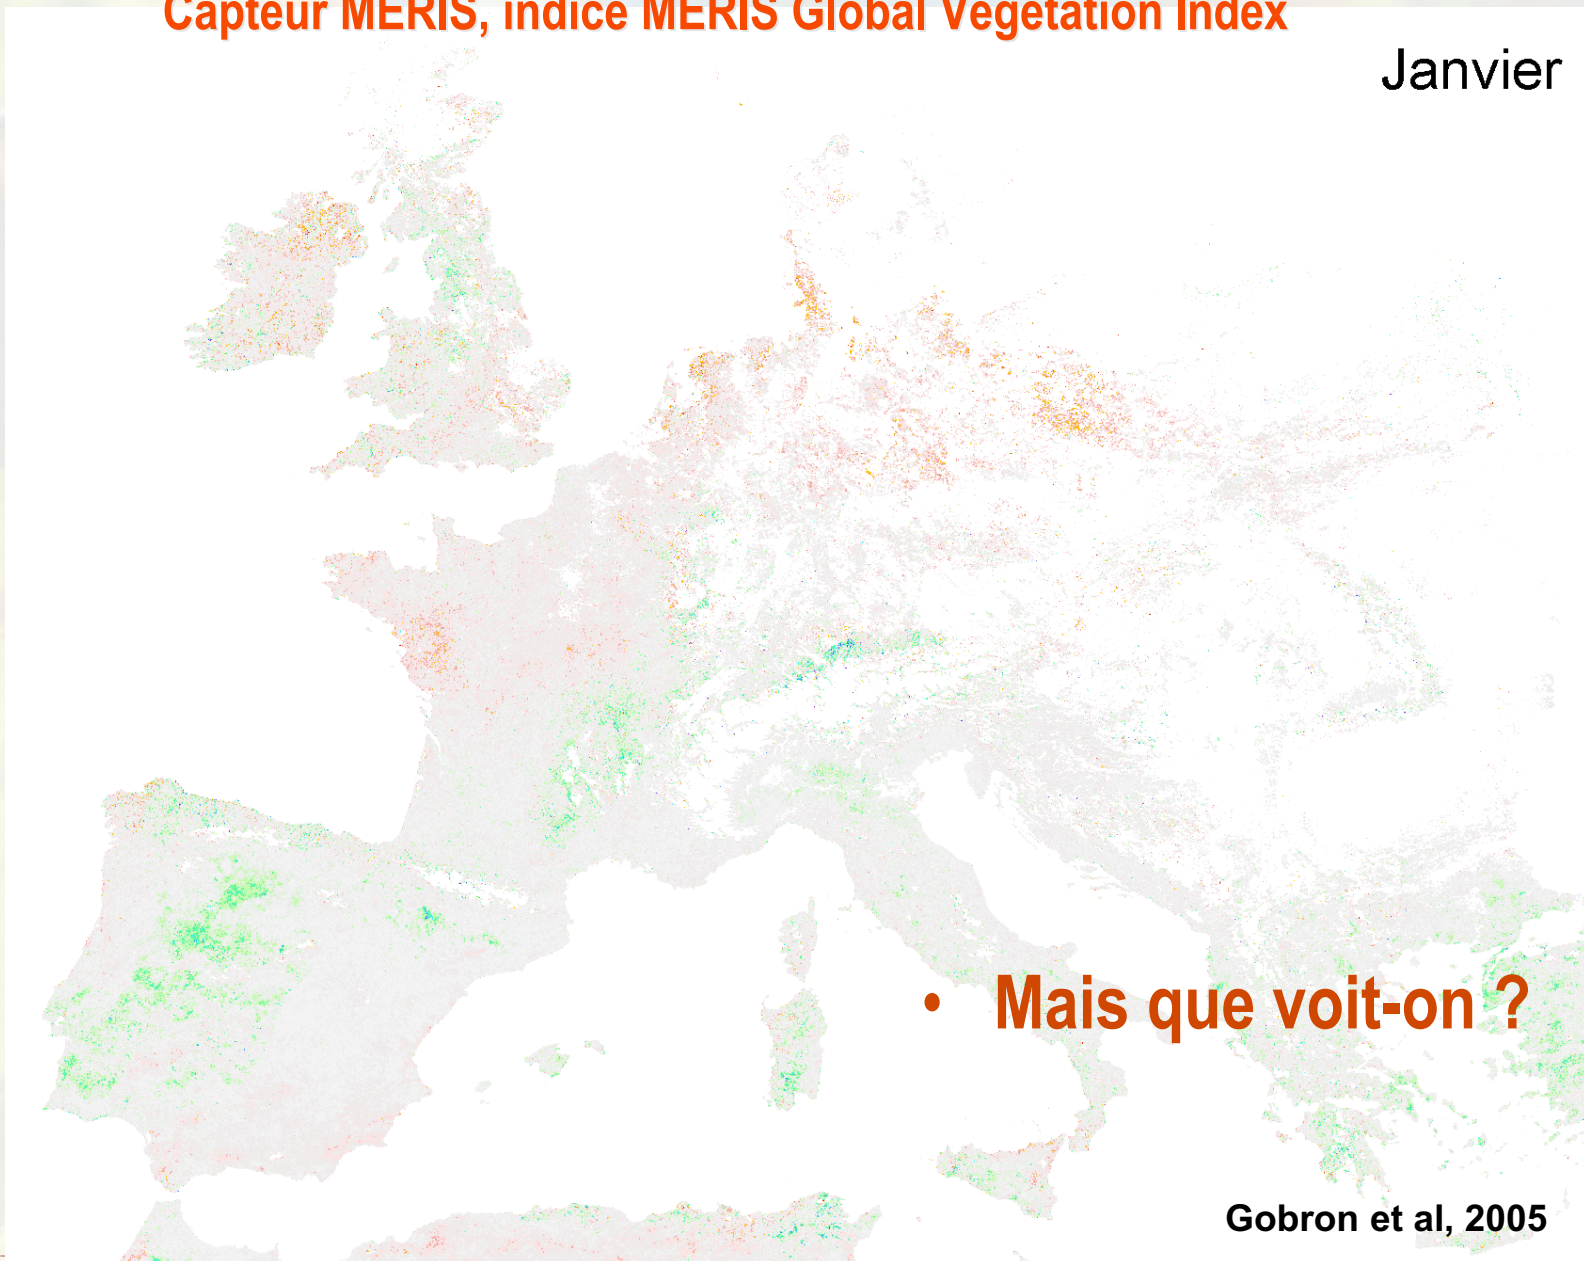 Capteur MERIS, indice MERIS Global Vegetation Index
Janvier
• Mais que voit-on ?
Gobron et al, 2005